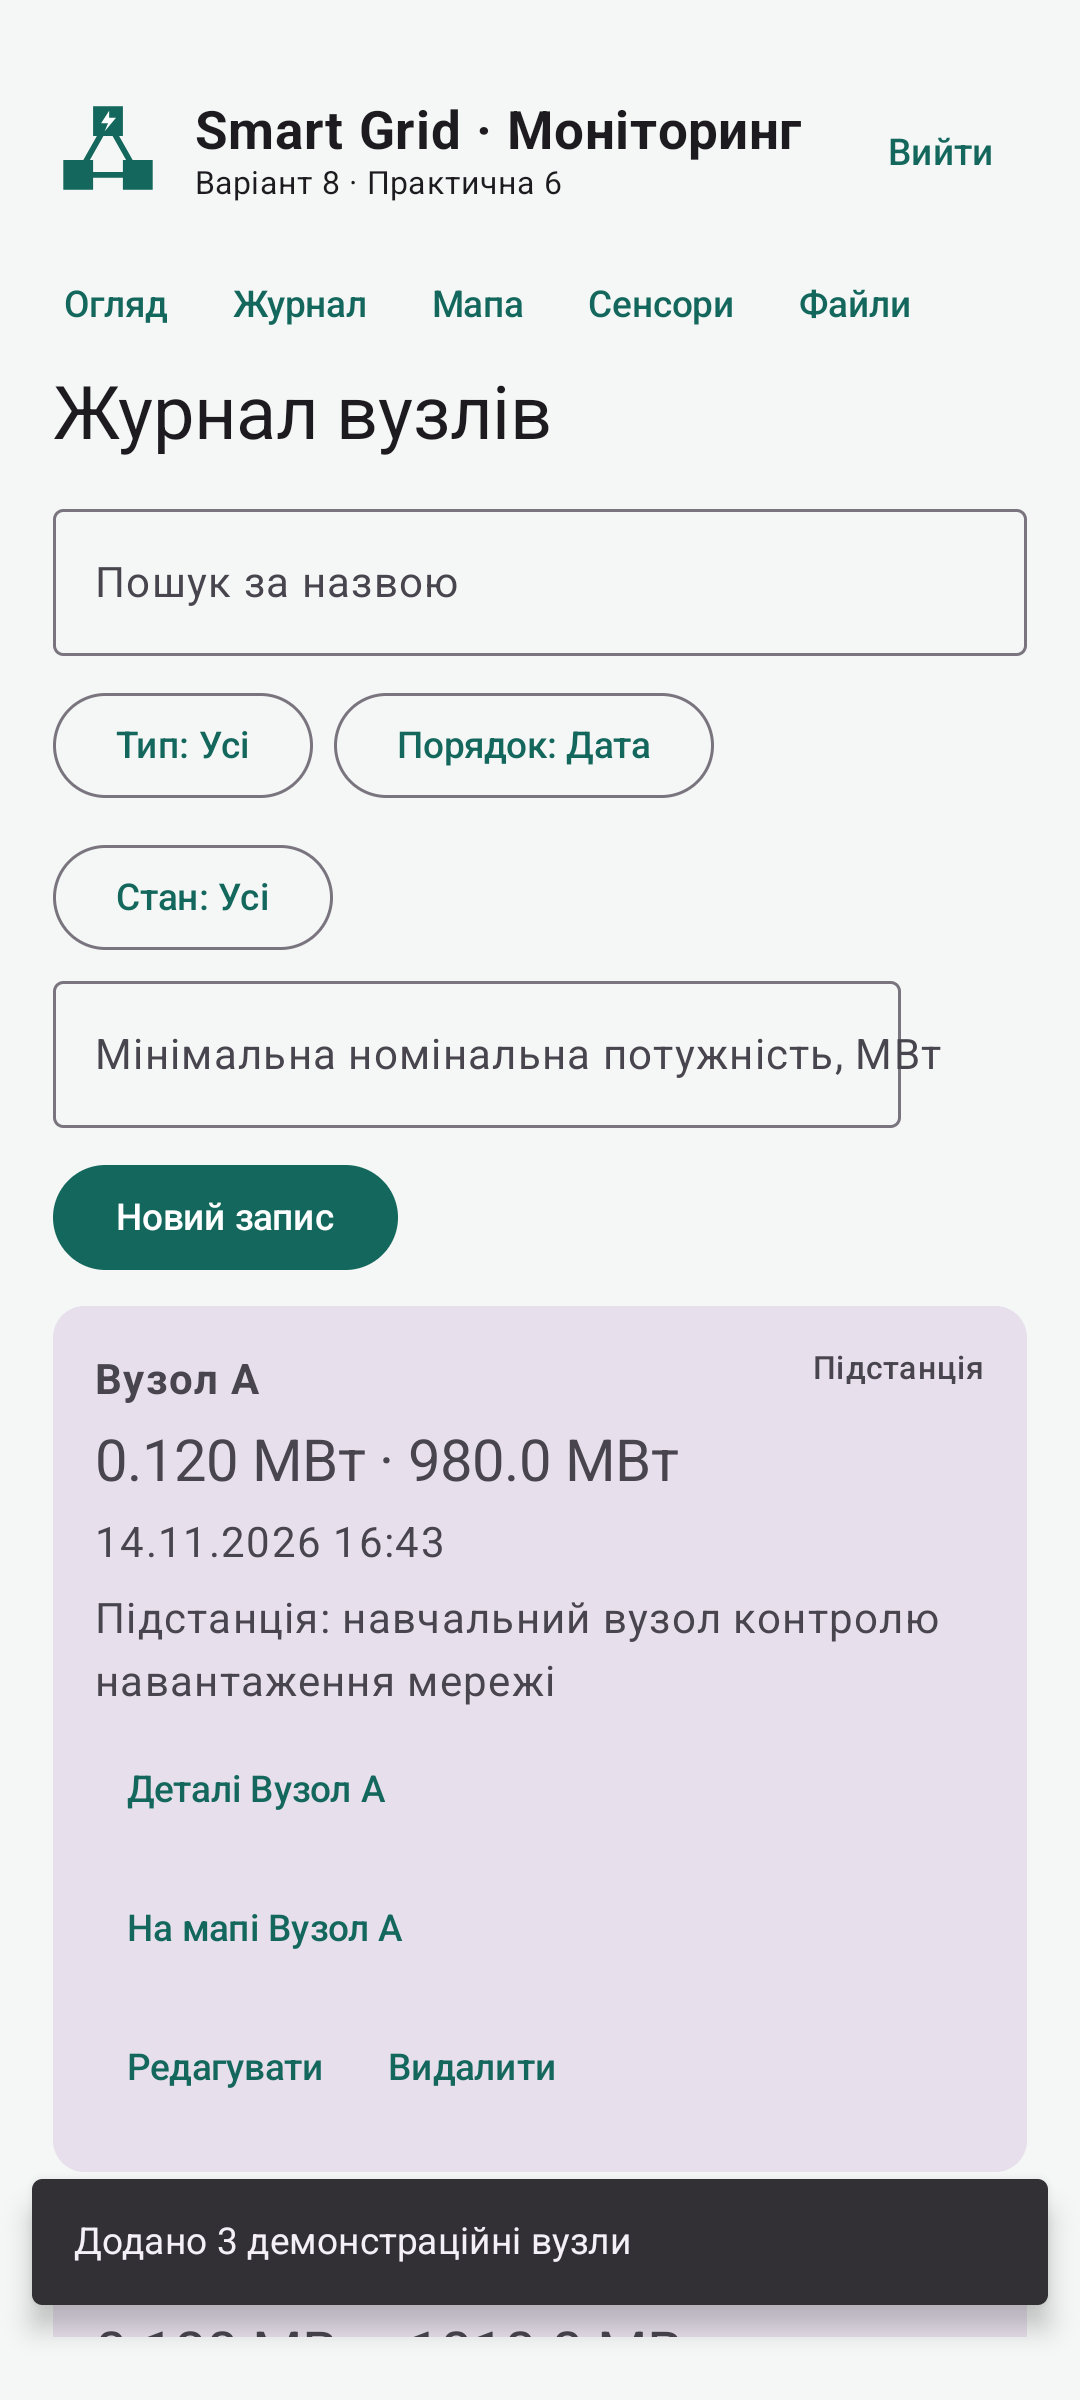 Smart Grid · Моніторинг
Варіант 8 · Практична 6
Вийти
Огляд Журнал Мапа Сенсори Файли
Журнал вузлів
Пошук за назвою
Тип: Усі
Порядок: Дата
Стан: Усі
Мінімальна номінальна потужність, МВт
Новий запис
Вузол A
Підстанція
0.120 МВт · 980.0 МВт
14.11.2026 16:43
Підстанція: навчальний вузол контролю
навантаження мережі
Деталі Вузол A
На мапі Вузол A
Редагувати Видалити
Додано 3 демонстраційні вузли